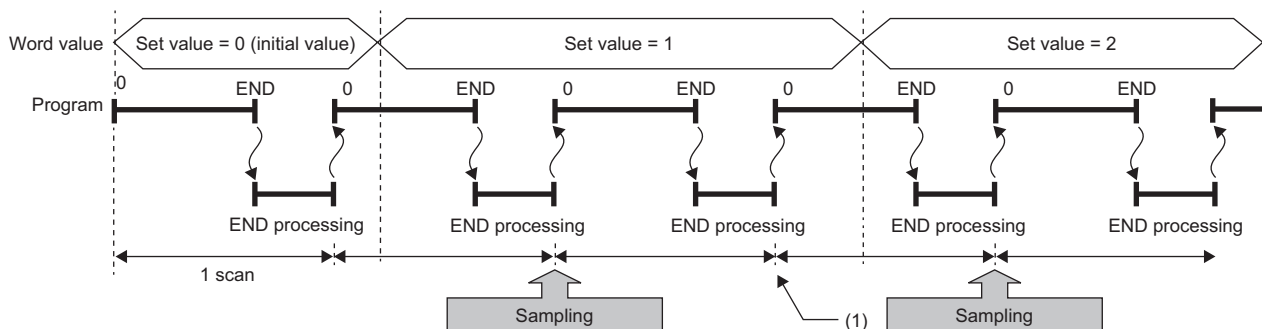 Word value Set value = 0 (initial value) Set value = 1 Set value = 2
0 END 0 END 0 END 0 END 0 END
Program
END processing END processing END processing END processing END processing
1 scan
Sampling (1) Sampling